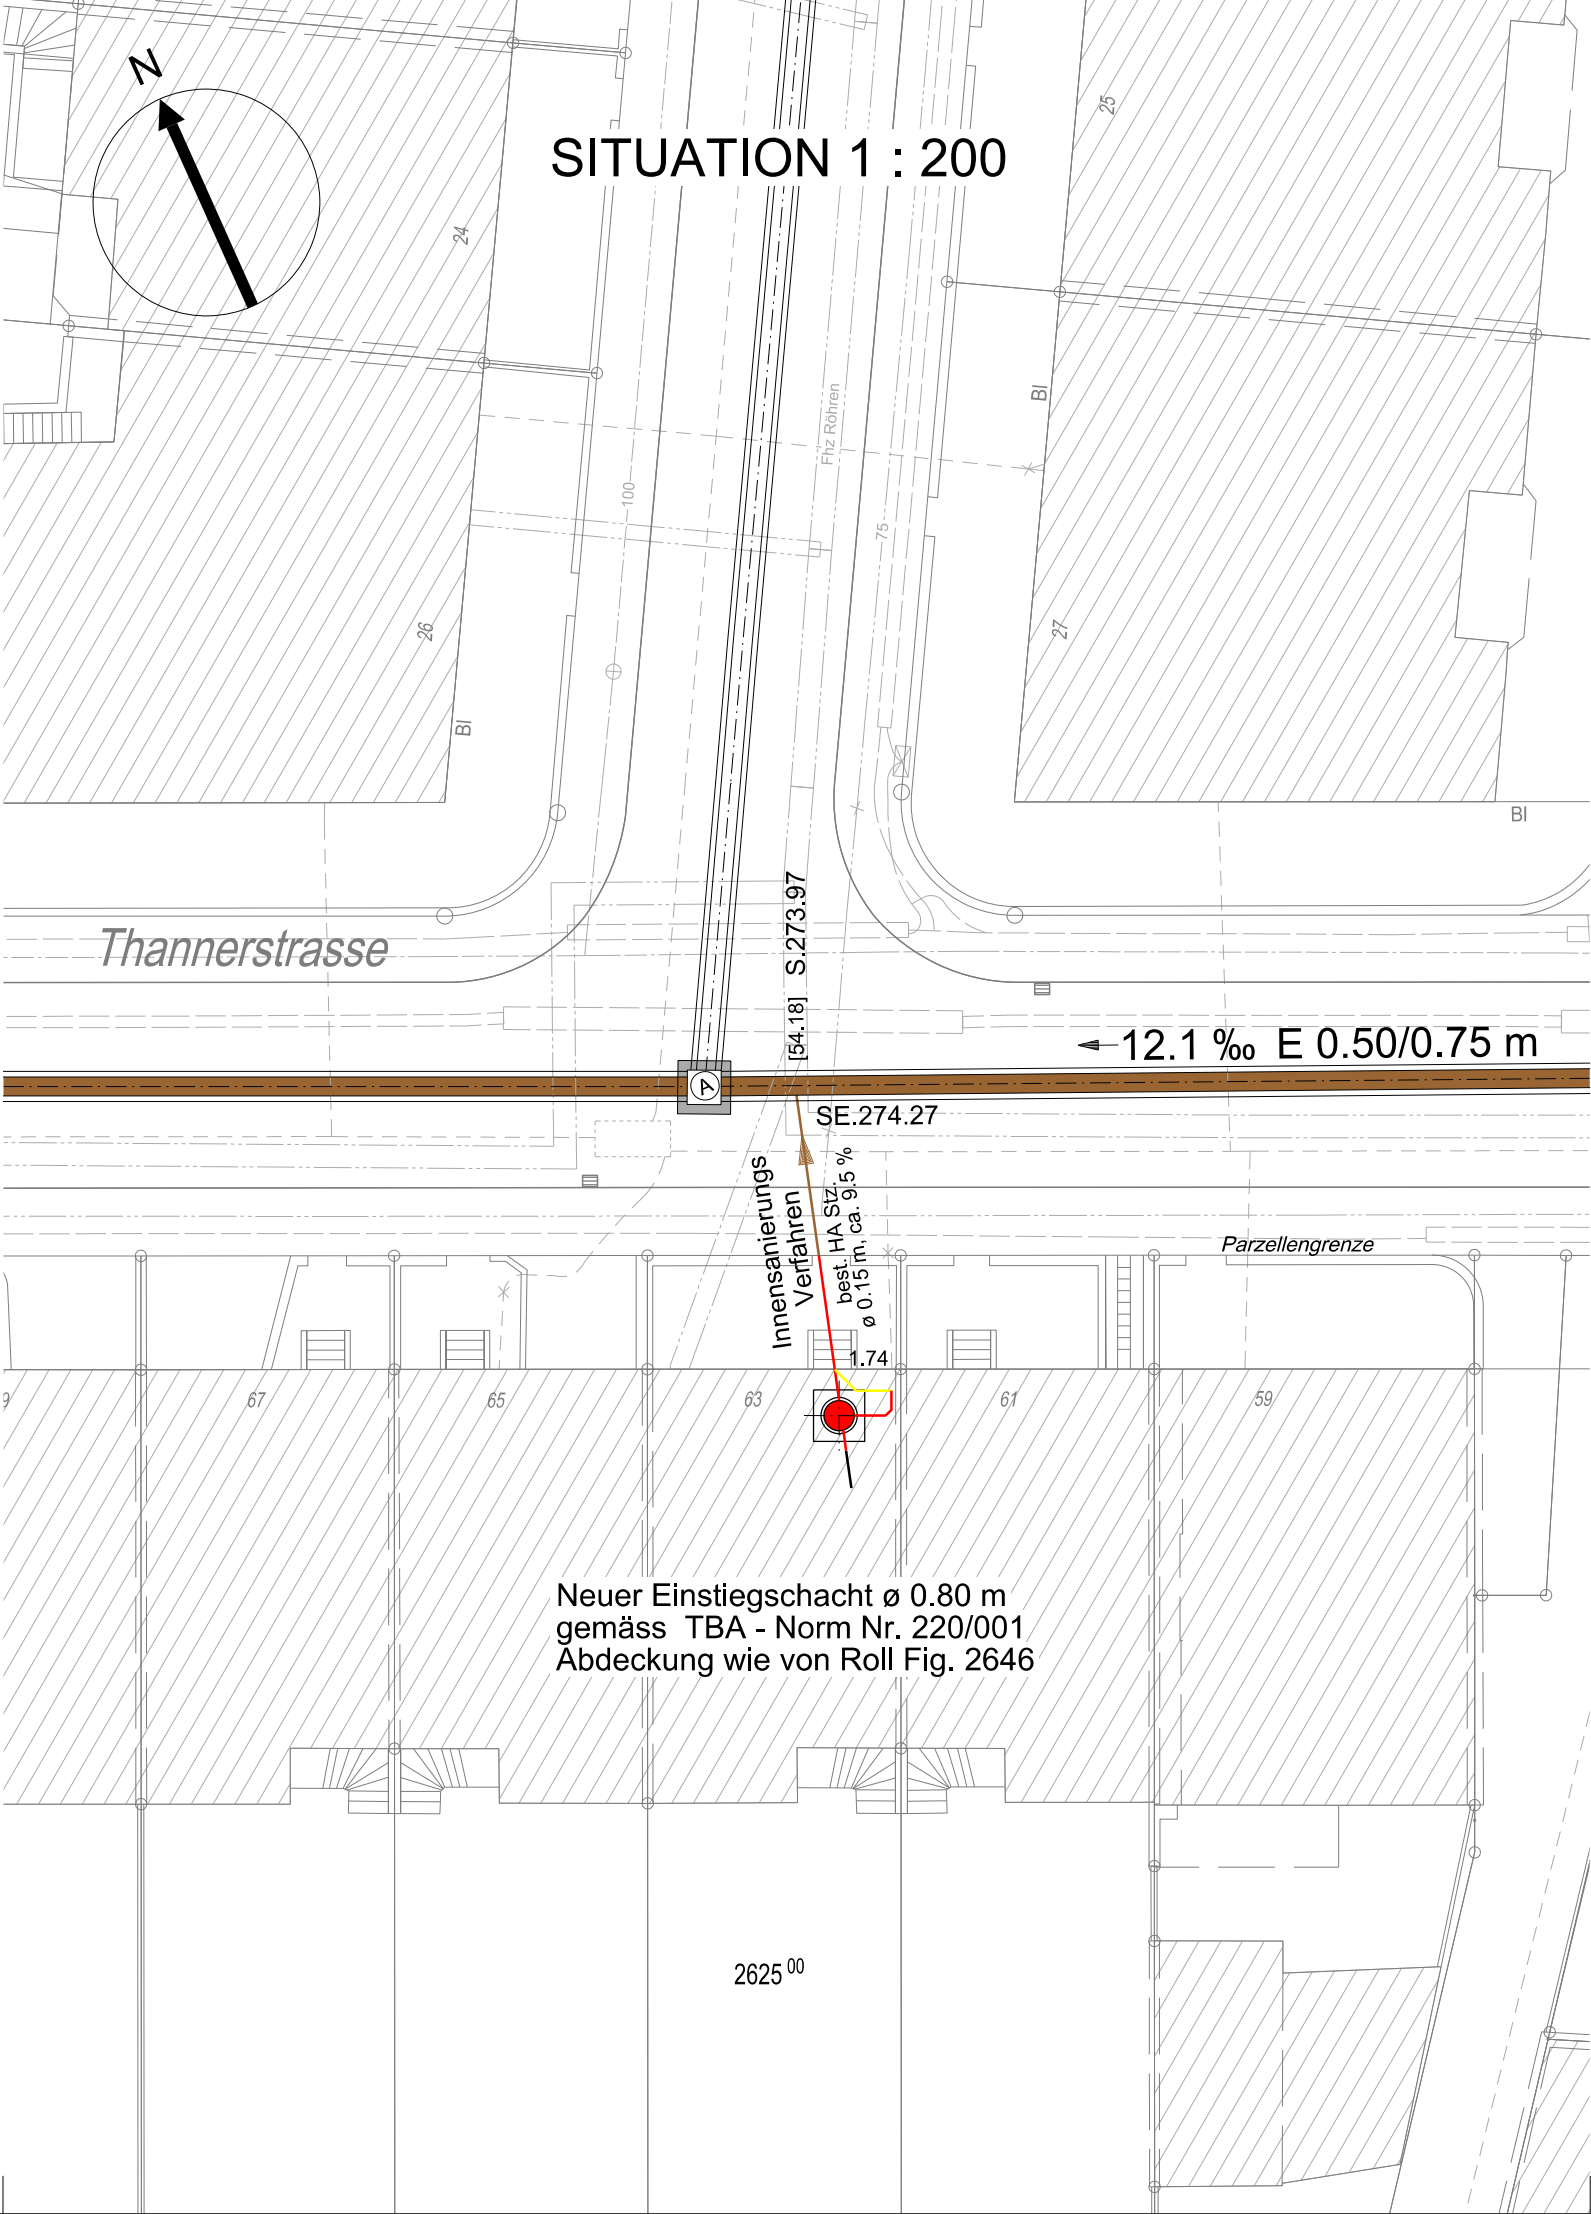 N
SITUATION 1 : 200
25
24
Fhz Röhren
BI
100
75
26
27
BI
BI
Thannerstrasse
[54.18] S.273.97
12.1 ‰ E 0.50/0.75 m
A
SE.274.27
Innensanierungs
Verfahren
best. HA Stz.
ø 0.15 m, ca. 9.5 %
Parzellengrenze
1.74
9
67
65
63
61
59
Neuer Einstiegschacht ø 0.80 m
gemäss TBA - Norm Nr. 220/001
Abdeckung wie von Roll Fig. 2646
2625 00